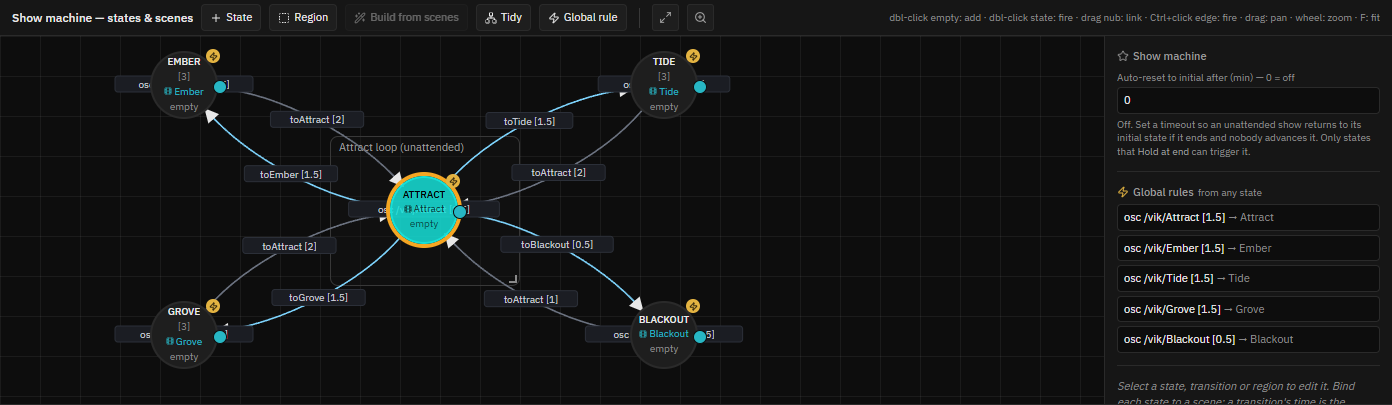 Show machine — states & scenes
+ State
Region
Build from scenes
Tidy
Global rule
dbl-click empty: add · dbl-click state: fire · drag nub: link · Ctrl+click edge: fire · drag: pan · wheel: zoom · F: fit
EMBER
[3]
Ember
empty
TIDE
[3]
Tide
empty
toAttract [2]
toTide [1.5]
Attract loop (unattended)
toEmber [1.5]
toAttract [2]
ATTRACT
Attract
empty
toAttract [2]
toBlackout [0.5]
toGrove [1.5]
toAttract [1]
GROVE
[3]
Grove
empty
BLACKOUT
osc
Blackout
5]
empty
Show machine
Auto-reset to initial after (min) — 0 = off
0
Off. Set a timeout so an unattended show returns to its
initial state if it ends and nobody advances it. Only states
that Hold at end can trigger it.
Global rules from any state
osc /vik/Attract [1.5] → Attract
osc /vik/Ember [1.5] → Ember
osc /vik/Tide [1.5] → Tide
osc /vik/Grove [1.5] → Grove
osc /vik/Blackout [0.5] → Blackout
Select a state, transition or region to edit it. Bind
each state to a scene; a transition's time is the